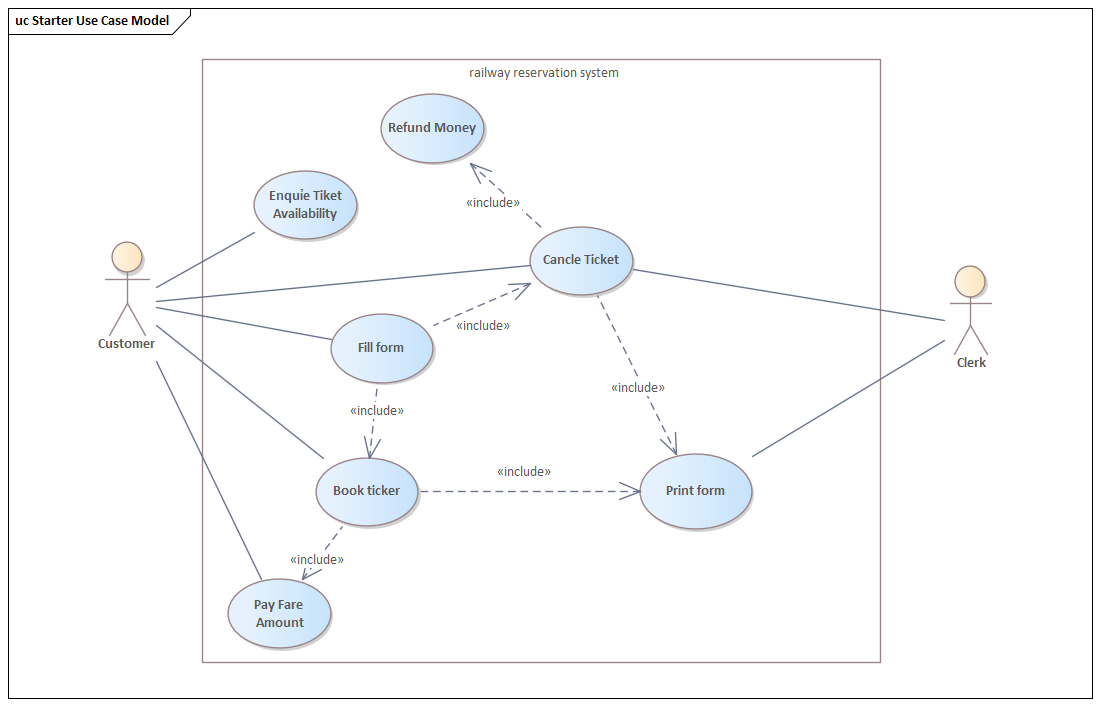 uc Starter Use Case Model
railway reservation system
Refund Money
Enquie Tiket
Availability
«include»
Cancle Ticket
Customer
«include»
Fill form
Clerk
«include»
«include»
«include»
Book ticker
Print form
«include»
Pay Fare
Amount